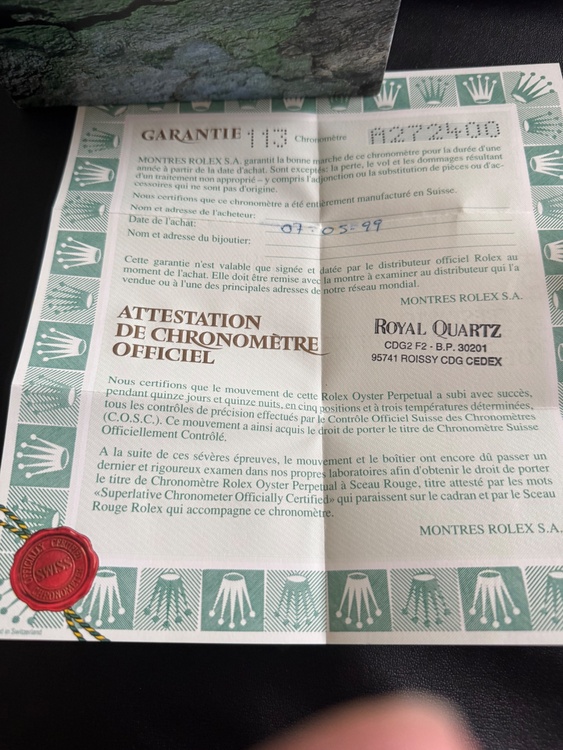 GARANTIE 113 Chronomètre A272400
MONTRES ROLEX S.A. garantit la bonne marche de ce chronomètre pour la durée d'une
année à partir de la date d'achat. Sont exceptés: la perte, le vol et les dommages résultant
d'un traitement non approprié – y compris l'adjonction ou la substitution de pièces ou d'ac-
cessoires qui ne sont pas d'origine.
Nous certifions que ce chronomètre a été entièrement manufacturé en Suisse.
Nom et adresse de l'acheteur:
Date de l'achat: 07-05-99
Nom et adresse du bijoutier:
Cette garantie n'est valable que signée et datée par le distributeur officiel Rolex au
moment de l'achat. Elle doit être remise avec la montre à examiner au distributeur qui l'a
vendue ou à l'une des principales adresses de notre réseau mondial.
MONTRES ROLEX S.A.
ATTESTATION
DE CHRONOMÈTRE
OFFICIEL
ROYAL QUARTZ
CDG2 F2 - B.P. 30201
95741 ROISSY CDG CEDEX
Nous certifions que le mouvement de cette Rolex Oyster Perpetual a subi avec succès,
pendant quinze jours et quinze nuits, en cinq positions et à trois températures déterminées,
tous les contrôles de précision effectués par le Contrôle Officiel Suisse des Chronomètres
(C.O.S.C.). Ce mouvement a ainsi acquis le droit de porter le titre de Chronomètre Suisse
Officiellement Contrôlé.
A la suite de ces sévères épreuves, le mouvement et le boîtier ont encore dû passer un
dernier et rigoureux examen dans nos propres laboratoires afin d'obtenir le droit de porter
le titre de Chronomètre Rolex Oyster Perpetual à Sceau Rouge, titre attesté par les mots
«Superlative Chronometer Officially Certified» qui paraissent sur le cadran et par le Sceau
Rouge Rolex qui accompagne ce chronomètre.
MONTRES ROLEX S.A.
OFFICIALLY CERTIFIED
SWISS
CHRONOMETER
in Switzerland